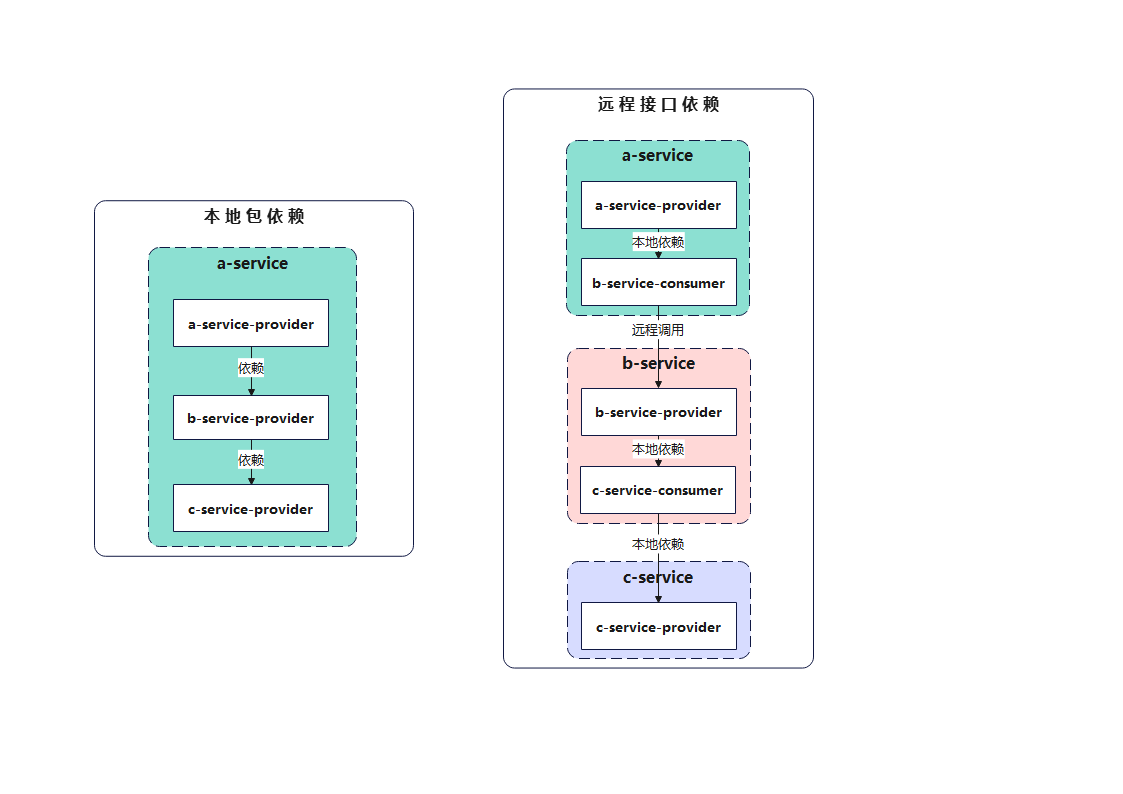 本地包依赖
a-service
a-service-provider
依赖
b-service-provider
依赖
c-service-provider
远程接口依赖
a-service
a-service-provider
本地依赖
b-service-consumer
远程调用
b-service
b-service-provider
本地依赖
c-service-consumer
本地依赖
c-service
c-service-provider